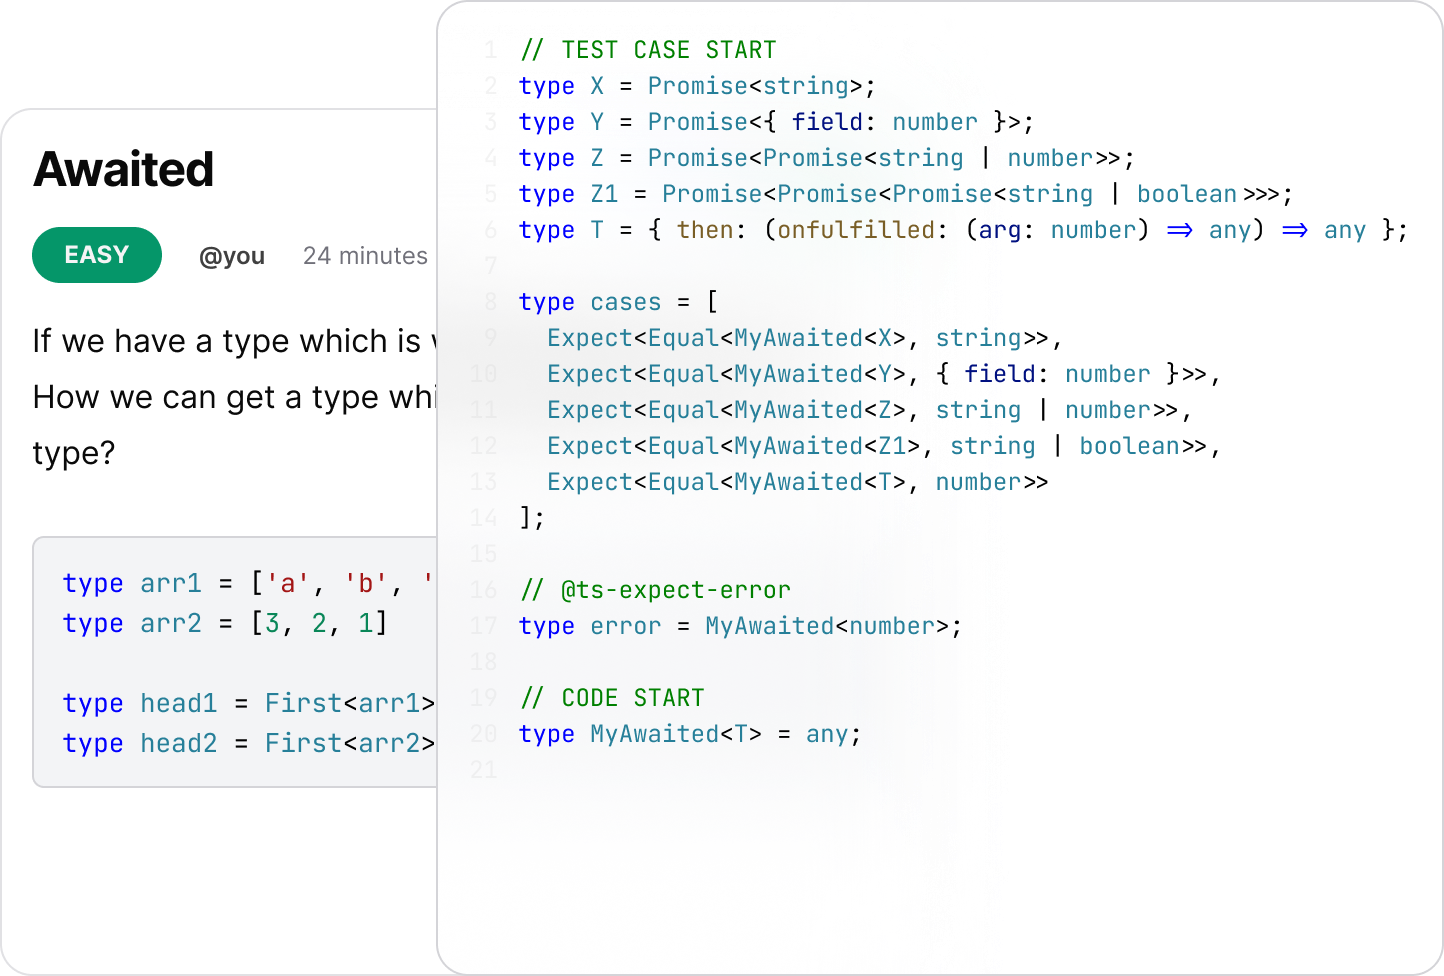 Awaited
EASY @you 24 minutes
If we have a type which is
How we can get a type whi
type?
type arr1 = ['a', 'b', '
type arr2 = [3, 2, 1]
type head1 = First<arr1>
type head2 = First<arr2>
1 // TEST CASE START
2 type X = Promise<string>;
3 type Y = Promise<{ field: number }>;
4 type Z = Promise<Promise<string | number>>;
5 type Z1 = Promise<Promise<Promise<string | boolean>>>;
6 type T = { then: (onfulfilled: (arg: number) => any) => any };
7
8 type cases = [
9 Expect<Equal<MyAwaited<X>, string>>,
10 Expect<Equal<MyAwaited<Y>, { field: number }>>,
11 Expect<Equal<MyAwaited<Z>, string | number>>,
12 Expect<Equal<MyAwaited<Z1>, string | boolean>>,
13 Expect<Equal<MyAwaited<T>, number>>
14 ];
15
16 // @ts-expect-error
17 type error = MyAwaited<number>;
18
19 // CODE START
20 type MyAwaited<T> = any;
21